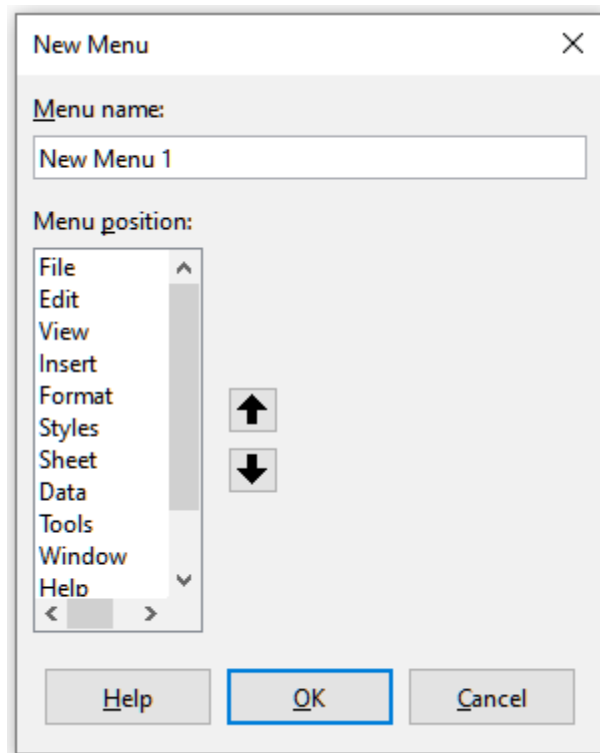 New Menu
Menu name:
New Menu 1
Menu position:
File
Edit
View
Insert
Format
Styles
Sheet
Data
Tools
Window
Help
Help OK Cancel